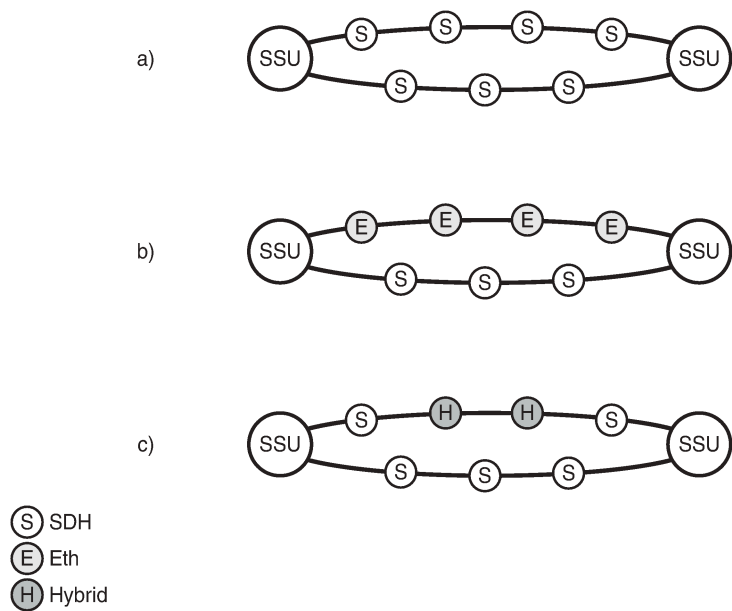 S S S S
a) SSU SSU
S S S
E E E E
b) SSU SSU
S S S
S H H S
c) SSU SSU
S S S
S SDH
E Eth
H Hybrid